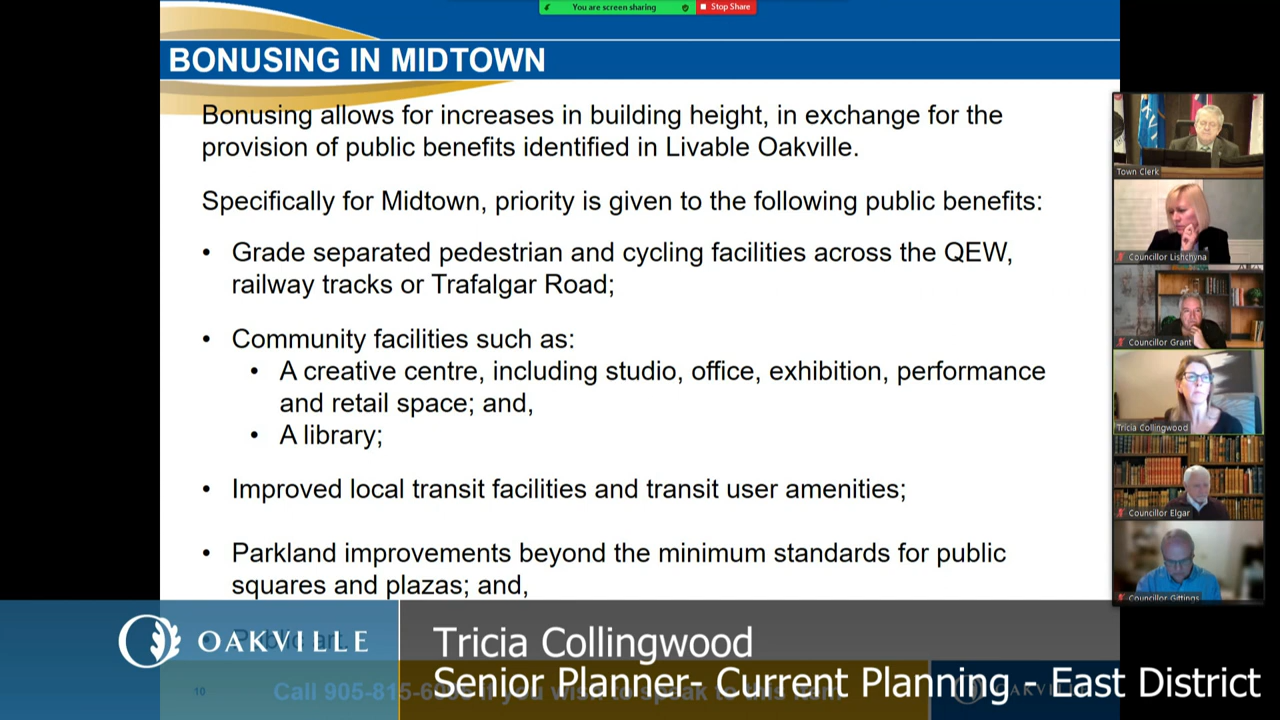 You are screen sharing
Stop Share
BONUSING IN MIDTOWN
Bonusing allows for increases in building height, in exchange for the
provision of public benefits identified in Livable Oakville.
Specifically for Midtown, priority is given to the following public benefits:
• Grade separated pedestrian and cycling facilities across the QEW,
railway tracks or Trafalgar Road;
• Community facilities such as:
• A creative centre, including studio, office, exhibition, performance
and retail space; and,
• A library;
• Improved local transit facilities and transit user amenities;
• Parkland improvements beyond the minimum standards for public
squares and plazas; and,
Town Clerk
Councillor Lishchyna
Councillor Grant
Tricia Collingwood
Councillor Elgar
Councillor Gittings
OAKVILLE
Tricia Collingwood
Senior Planner- Current Planning - East District
10